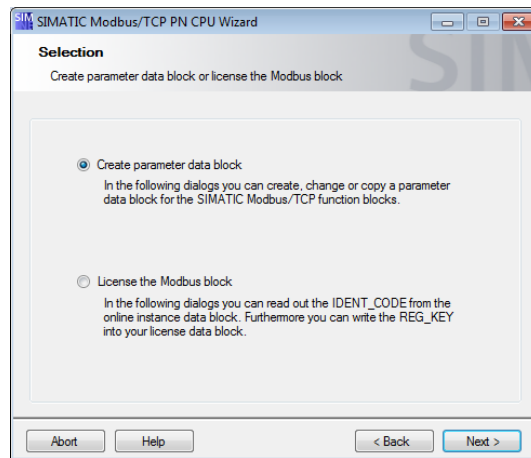 SIM SIMATIC Modbus/TCP PN CPU Wizard
Selection
Create parameter data block or license the Modbus block
SIM
Create parameter data block
In the following dialogs you can create, change or copy a parameter
data block for the SIMATIC Modbus/TCP function blocks.
License the Modbus block
In the following dialogs you can read out the IDENT_CODE from the
online instance data block. Furthermore you can write the REG_KEY
into your license data block.
Abort Help < Back Next >